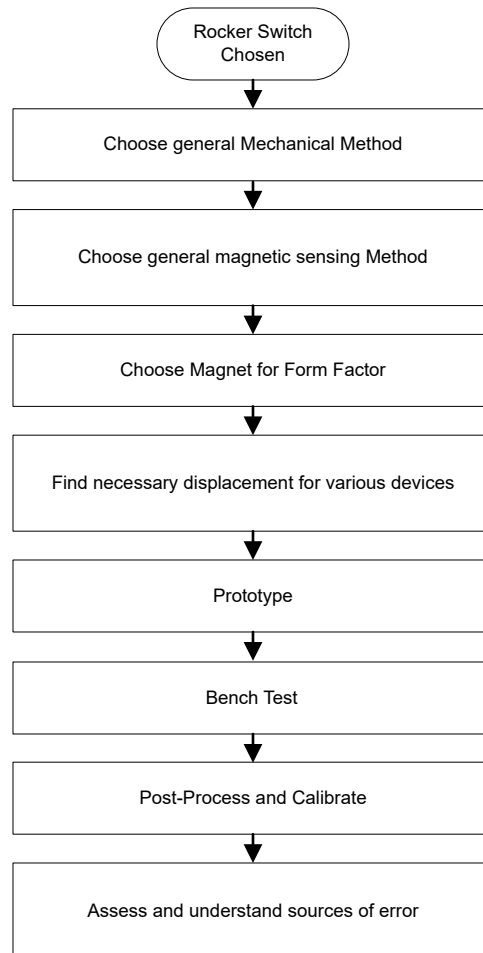 Rocker Switch
Chosen
Choose general Mechanical Method
Choose general magnetic sensing Method
Choose Magnet for Form Factor
Find necessary displacement for various devices
Prototype
Bench Test
Post-Process and Calibrate
Assess and understand sources of error